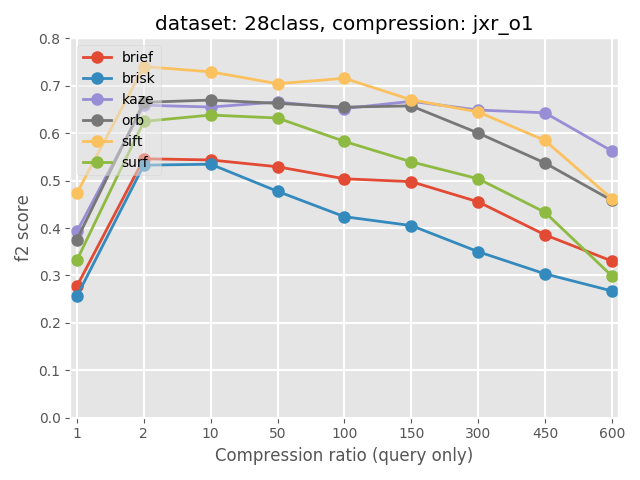 dataset: 28class, compression: jxr_o1
0.8
0.7
0.6
0.5
0.4
0.3
0.2
0.1
0.0
f2 score
brief
brisk
kaze
orb
sift
surf
1 2 10 50 100 150 300 450 600
Compression ratio (query only)